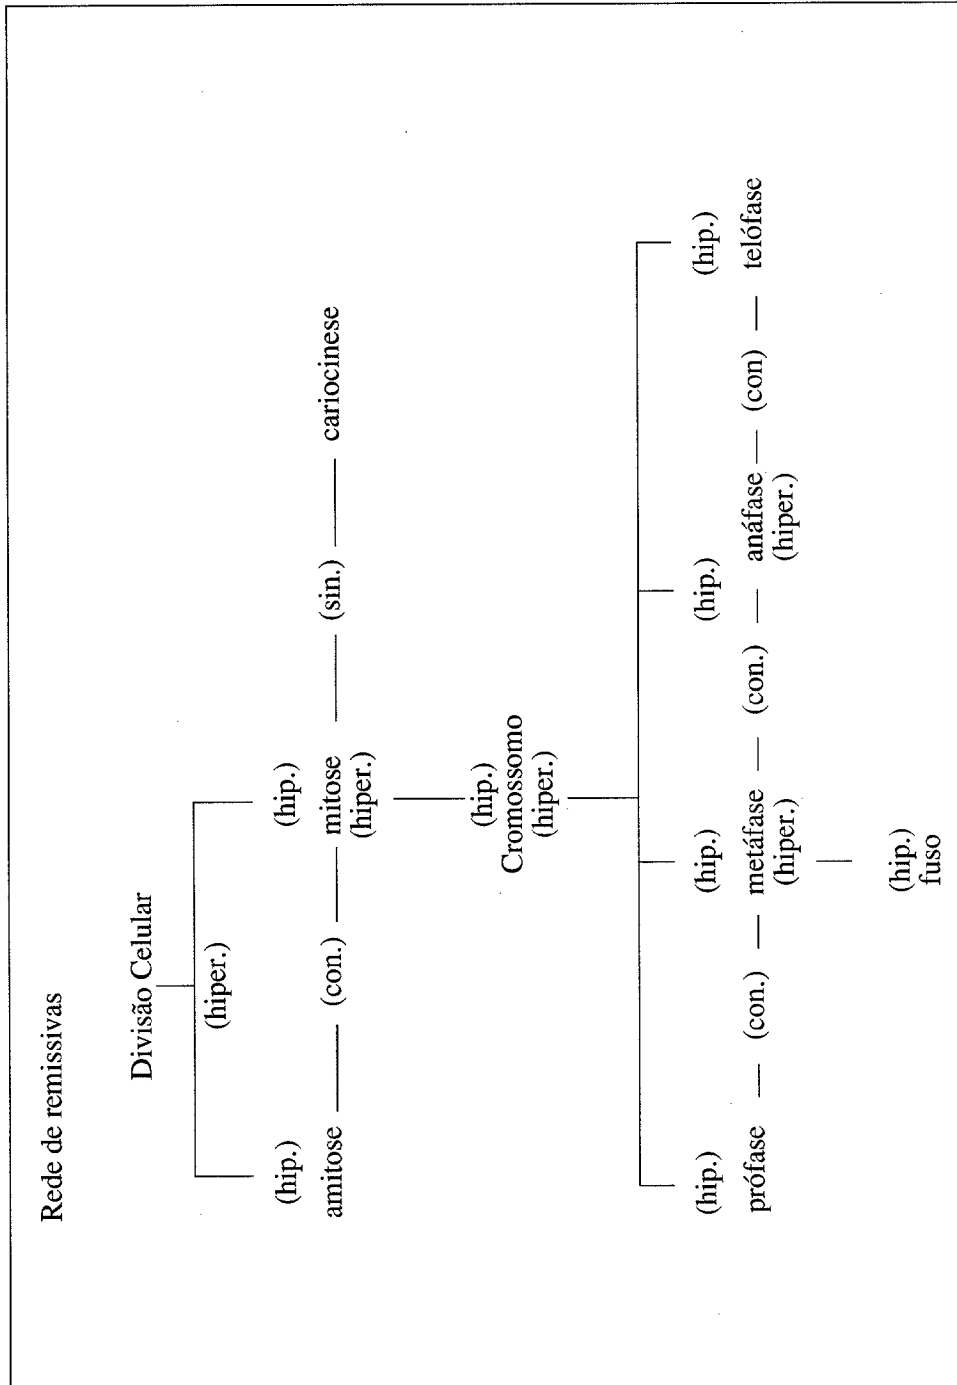 Rede de remissivas
Divisão Celular
(hiper.)
(hip.) (hip.)
amitose (con.) mitose (sin.) cariocinese
(hiper.)
(hip.)
Cromossomo
(hiper.)
(hip.) (hip.) (hip.) (hip.)
prófase (con.) metáfase (con.) anáfase (con) telófase
(hiper.) (hiper.)
(hip.)
fuso